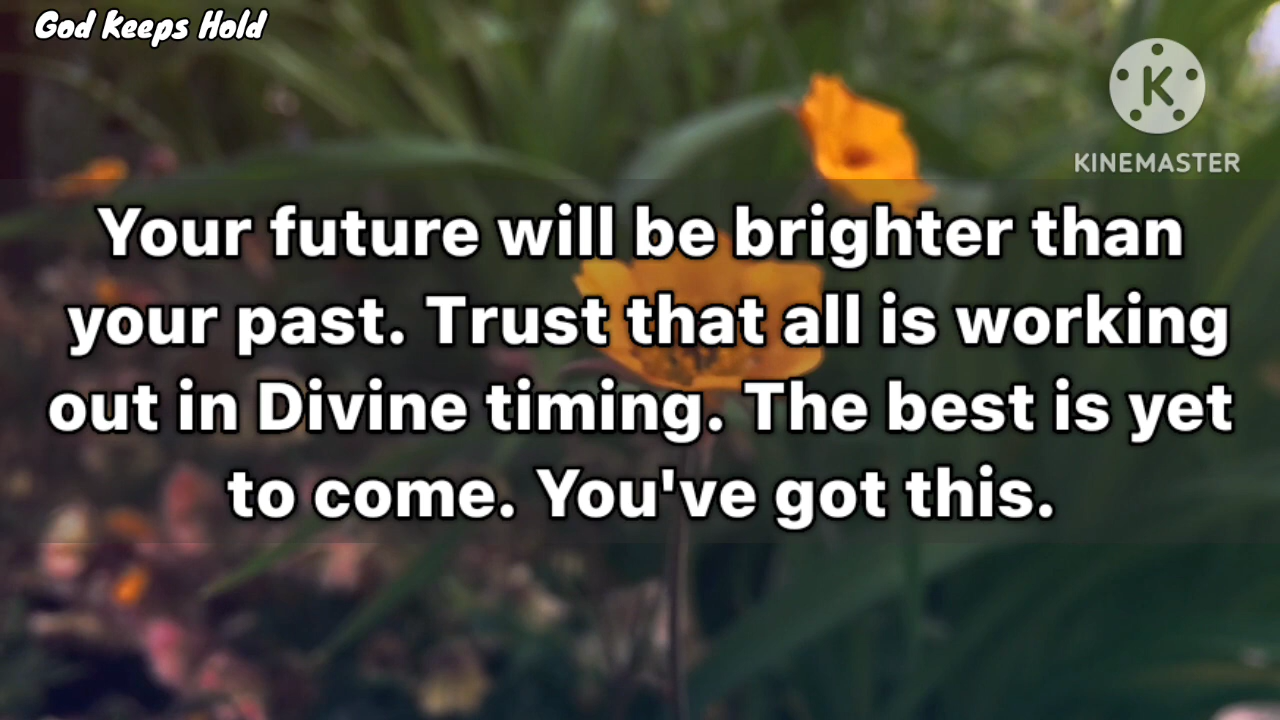 God Keeps Hold
K
KINEMASTER
Your future will be brighter than
your past. Trust that all is working
out in Divine timing. The best is yet
to come. You've got this.